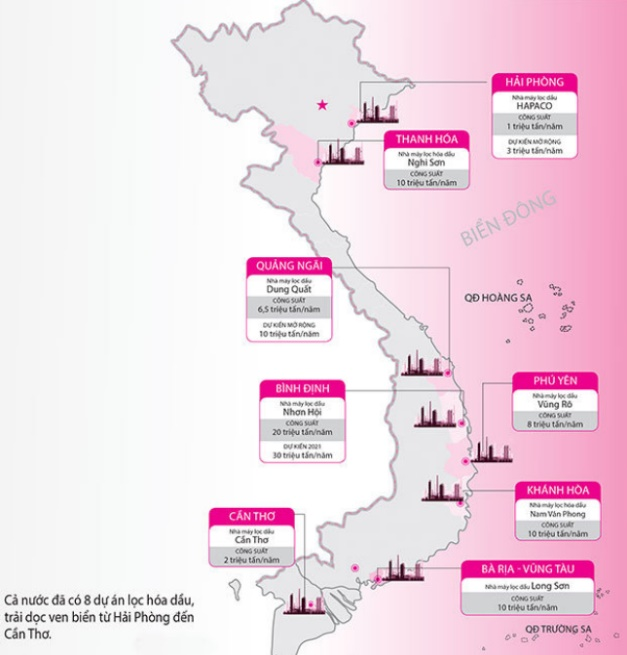 HẢI PHÒNG
Nhà máy lọc dầu
HAPACO
CÔNG SUẤT
1 triệu tấn/năm
DỰ KIẾN MỞ RỘNG
3 triệu tấn/năm
THANH HÓA
Nhà máy lọc hóa dầu
Nghi Sơn
CÔNG SUẤT
10 triệu tấn/năm
BIỂN ĐÔNG
QUẢNG NGÃI
Nhà máy lọc dầu
Dung Quất
CÔNG SUẤT
6,5 triệu tấn/năm
DỰ KIẾN MỞ RỘNG
10 triệu tấn/năm
QĐ HOÀNG SA
BÌNH ĐỊNH
Nhà máy lọc dầu
Nhơn Hội
CÔNG SUẤT
20 triệu tấn/năm
DỰ KIẾN 2021
30 triệu tấn/năm
PHÚ YÊN
Nhà máy lọc dầu
Vũng Rô
CÔNG SUẤT
8 triệu tấn/năm
KHÁNH HÒA
Nhà máy lọc hóa dầu
Nam Vân Phong
CÔNG SUẤT
10 triệu tấn/năm
CẦN THƠ
Nhà máy lọc dầu
Cần Thơ
CÔNG SUẤT
2 triệu tấn/năm
BÀ RỊA - VŨNG TÀU
Nhà máy lọc dầu Long Sơn
CÔNG SUẤT
10 triệu tấn/năm
Cả nước đã có 8 dự án lọc hóa dầu,
trải dọc ven biển từ Hải Phòng đến
Cần Thơ.
QĐ TRƯỜNG SA